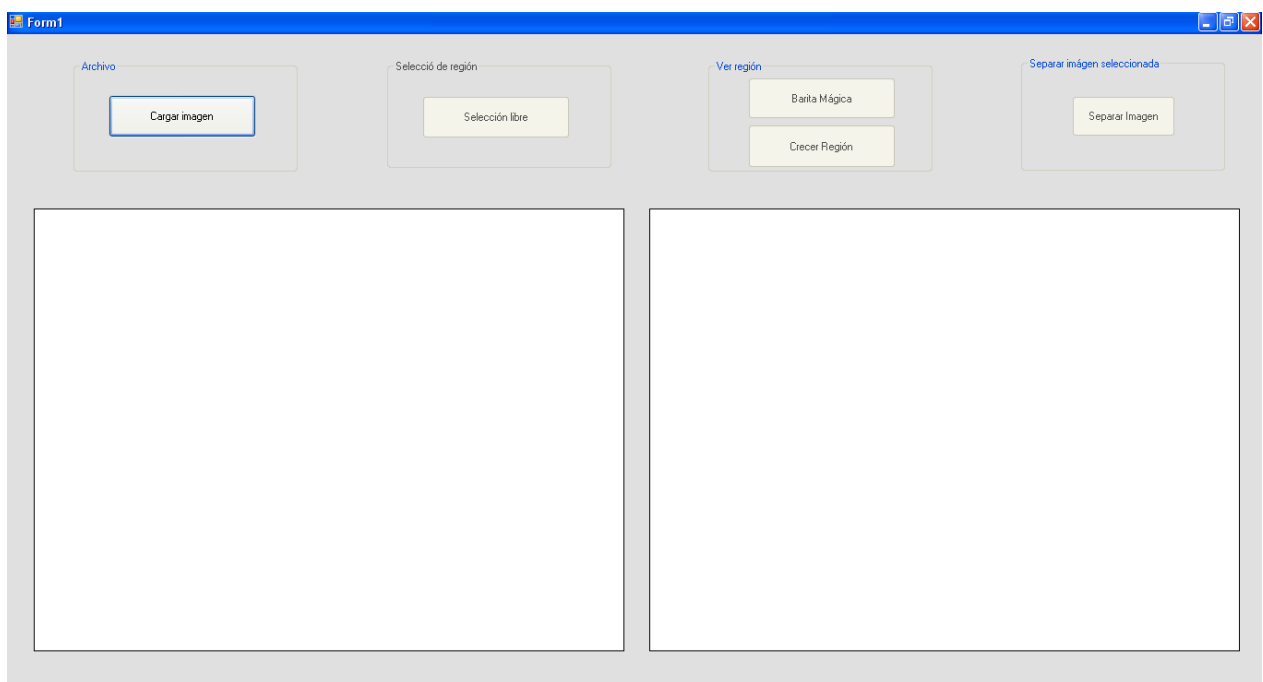 Form1
Archivo
Cargar imagen
Selecció de región
Selección libre
Ver región
Barita Mágica
Crecer Región
Separar imágen seleccionada
Separar Imagen